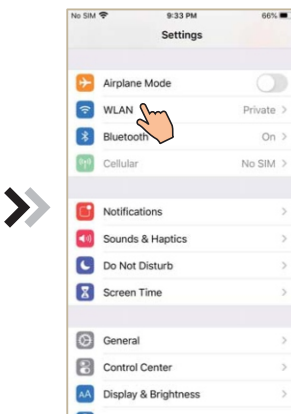 No SIM 9:33 PM 66%
Settings
Airplane Mode
WLAN Private
Bluetooth On
Cellular No SIM
Notifications
Sounds & Haptics
Do Not Disturb
Screen Time
General
Control Center
AA Display & Brightness